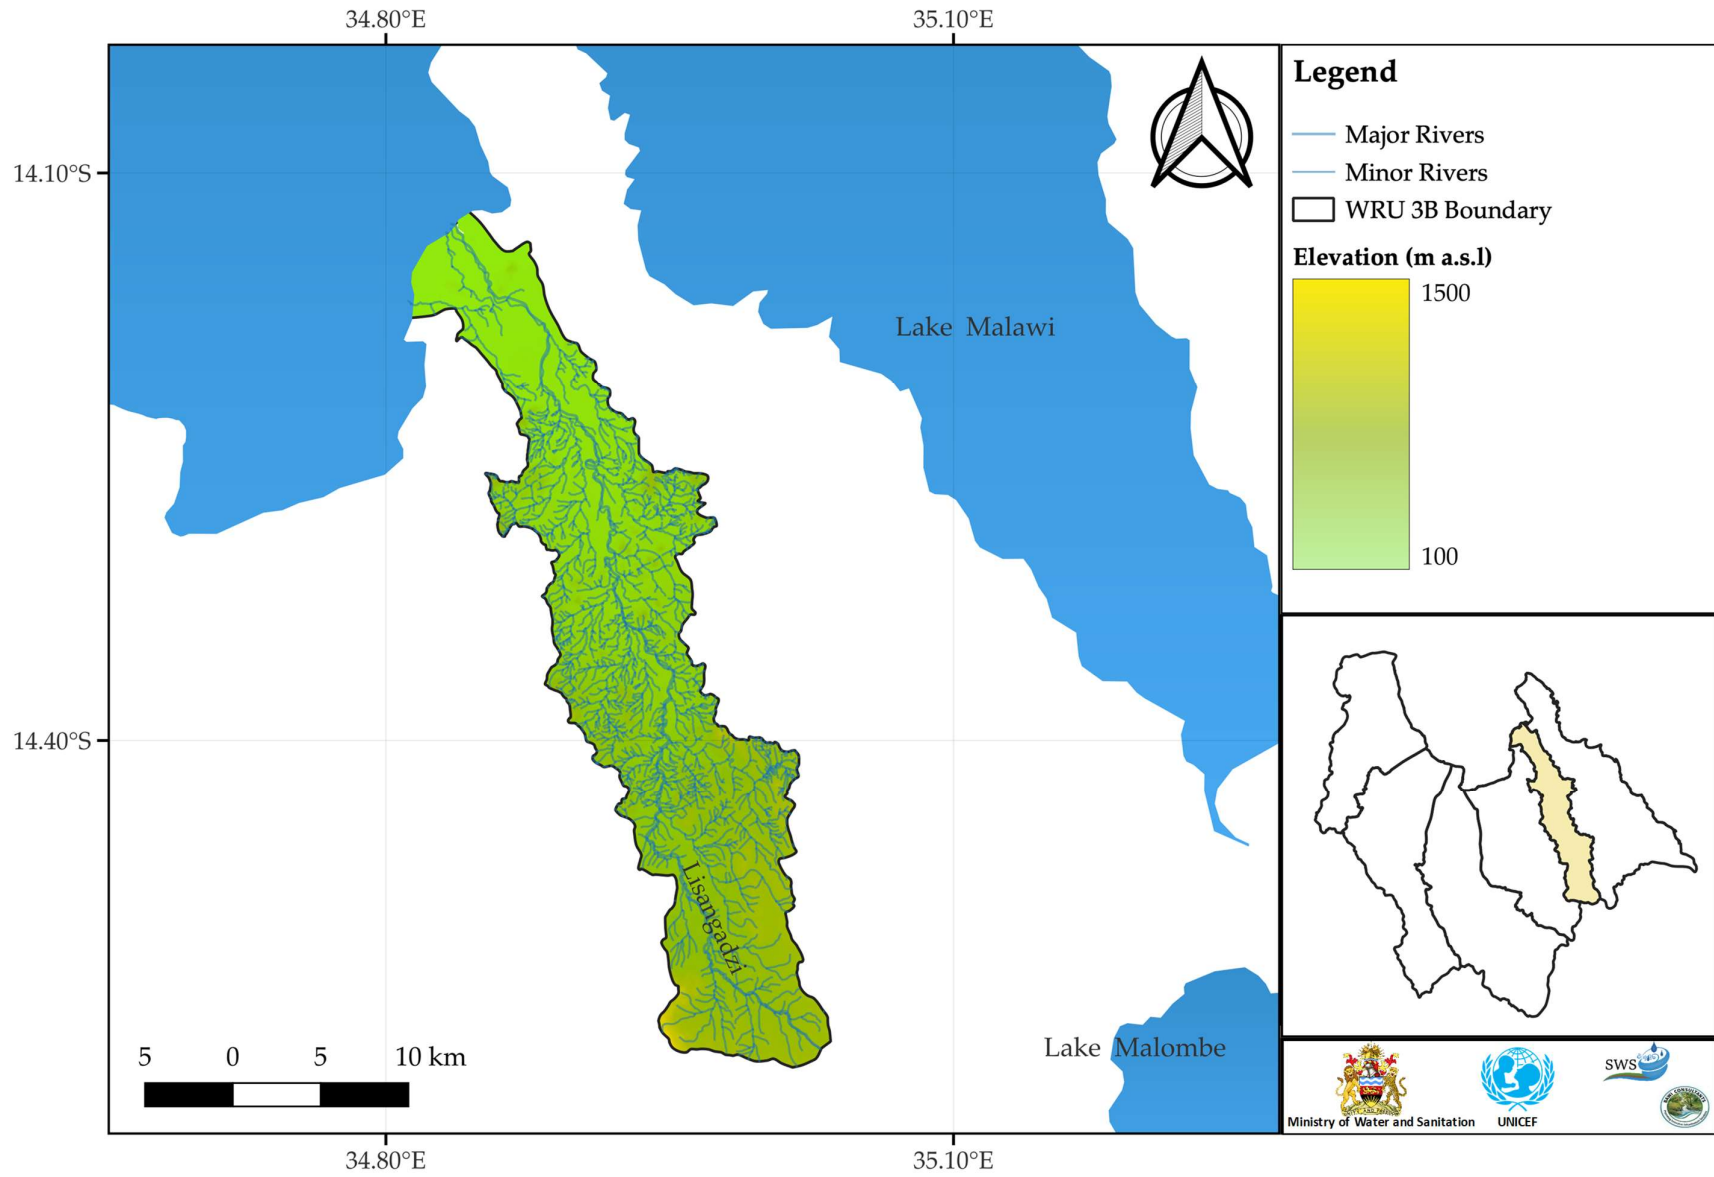 34.80°E 35.10°E
14.10°S
14.40°S
Lake Malawi
Lisangadzi
Lake Malombe
5 0 5 10 km
34.80°E 35.10°E
Legend
Major Rivers
Minor Rivers
WRU 3B Boundary
Elevation (m a.s.l)
1500
100
Ministry of Water and Sanitation
UNICEF
SWS